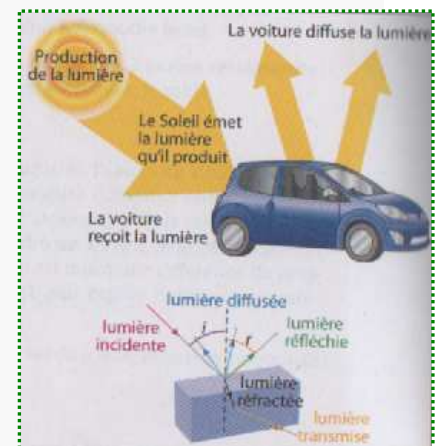 La voiture diffuse la lumière
Production
de la lumière
Le Soleil émet
la lumière
qu'il produit
La voiture
reçoit la lumière
lumière diffusée
lumière
incidente
i
r
lumière
réfléchie
lumière
réfractée
lumière
transmise